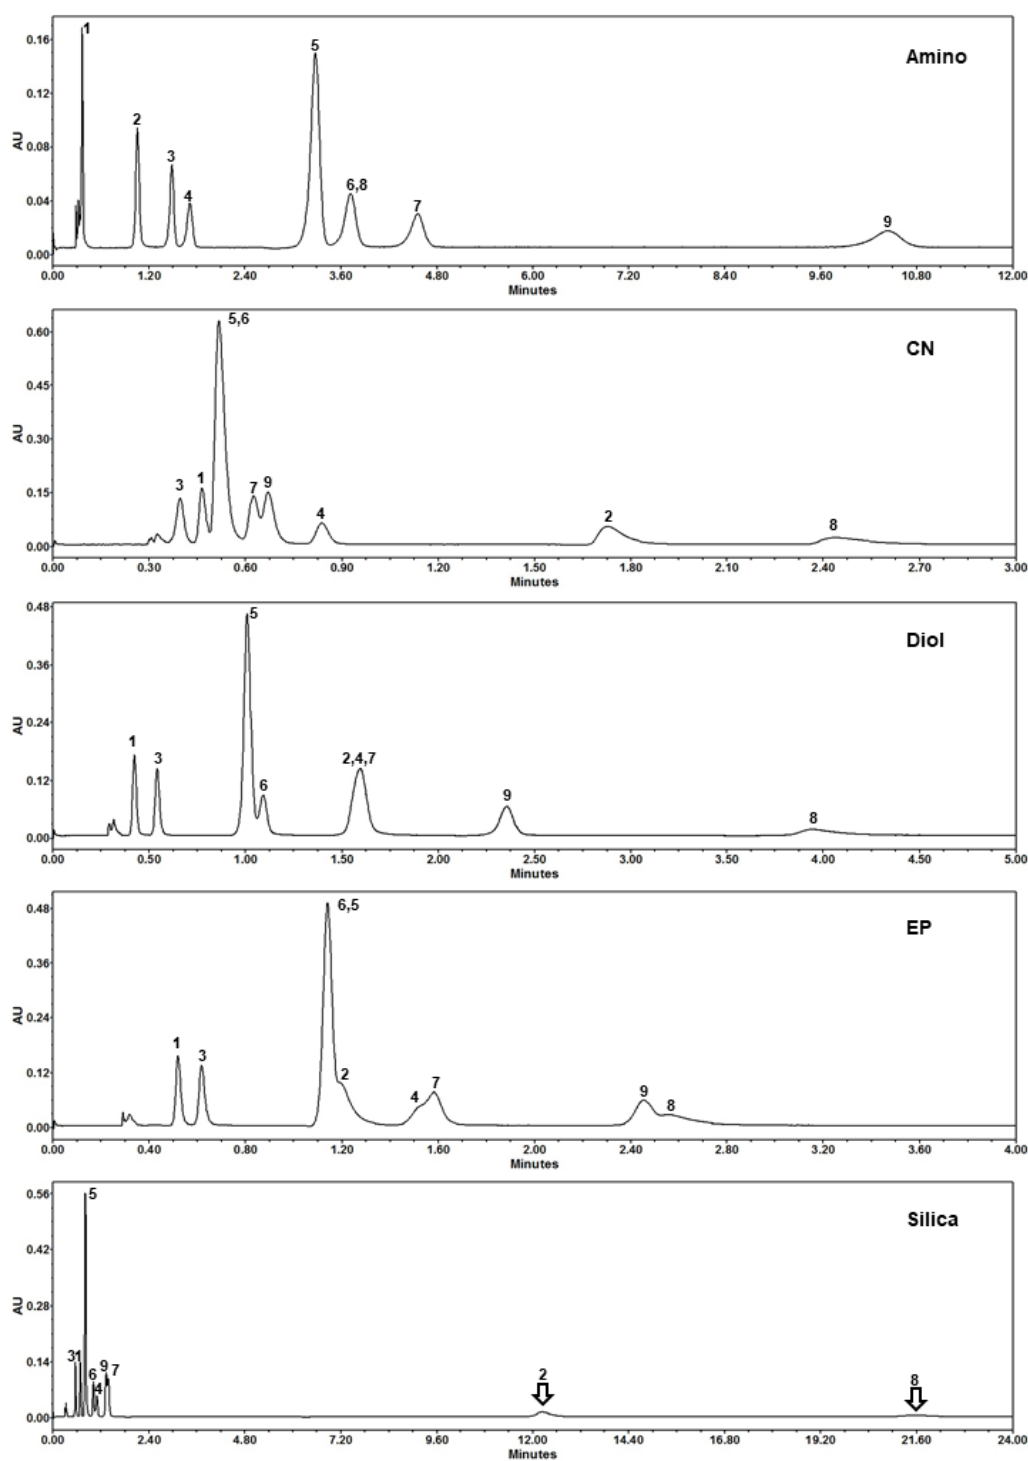 1
0.16
5
Amino
0.12
2
AU
0.08
3
6,8
4
7
0.04
9
0.00
0.00 1.20 2.40 3.60 4.80 6.00 7.20 8.40 9.60 10.80 12.00
Minutes
5,6
0.60
CN
0.45
AU
0.30
3 1 7 9
0.15
4 2 8
0.00
0.00 0.30 0.60 0.90 1.20 1.50 1.80 2.10 2.40 2.70 3.00
Minutes
0.48
5
Diol
0.36
AU
0.24
1 3 2,4,7
0.12
6 9
8
0.00
0.00 0.50 1.00 1.50 2.00 2.50 3.00 3.50 4.00 4.50 5.00
Minutes
6,5
0.48
EP
0.36
AU
0.24
1 3
0.12
2 4 7 9 8
0.00
0.00 0.40 0.80 1.20 1.60 2.00 2.40 2.80 3.20 3.60 4.00
Minutes
0.56
5
Silica
0.42
AU
0.28
31
0.14
6 4 9 7 2 8
0.00
0.00 2.40 4.80 7.20 9.60 12.00 14.40 16.80 19.20 21.60 24.00
Minutes